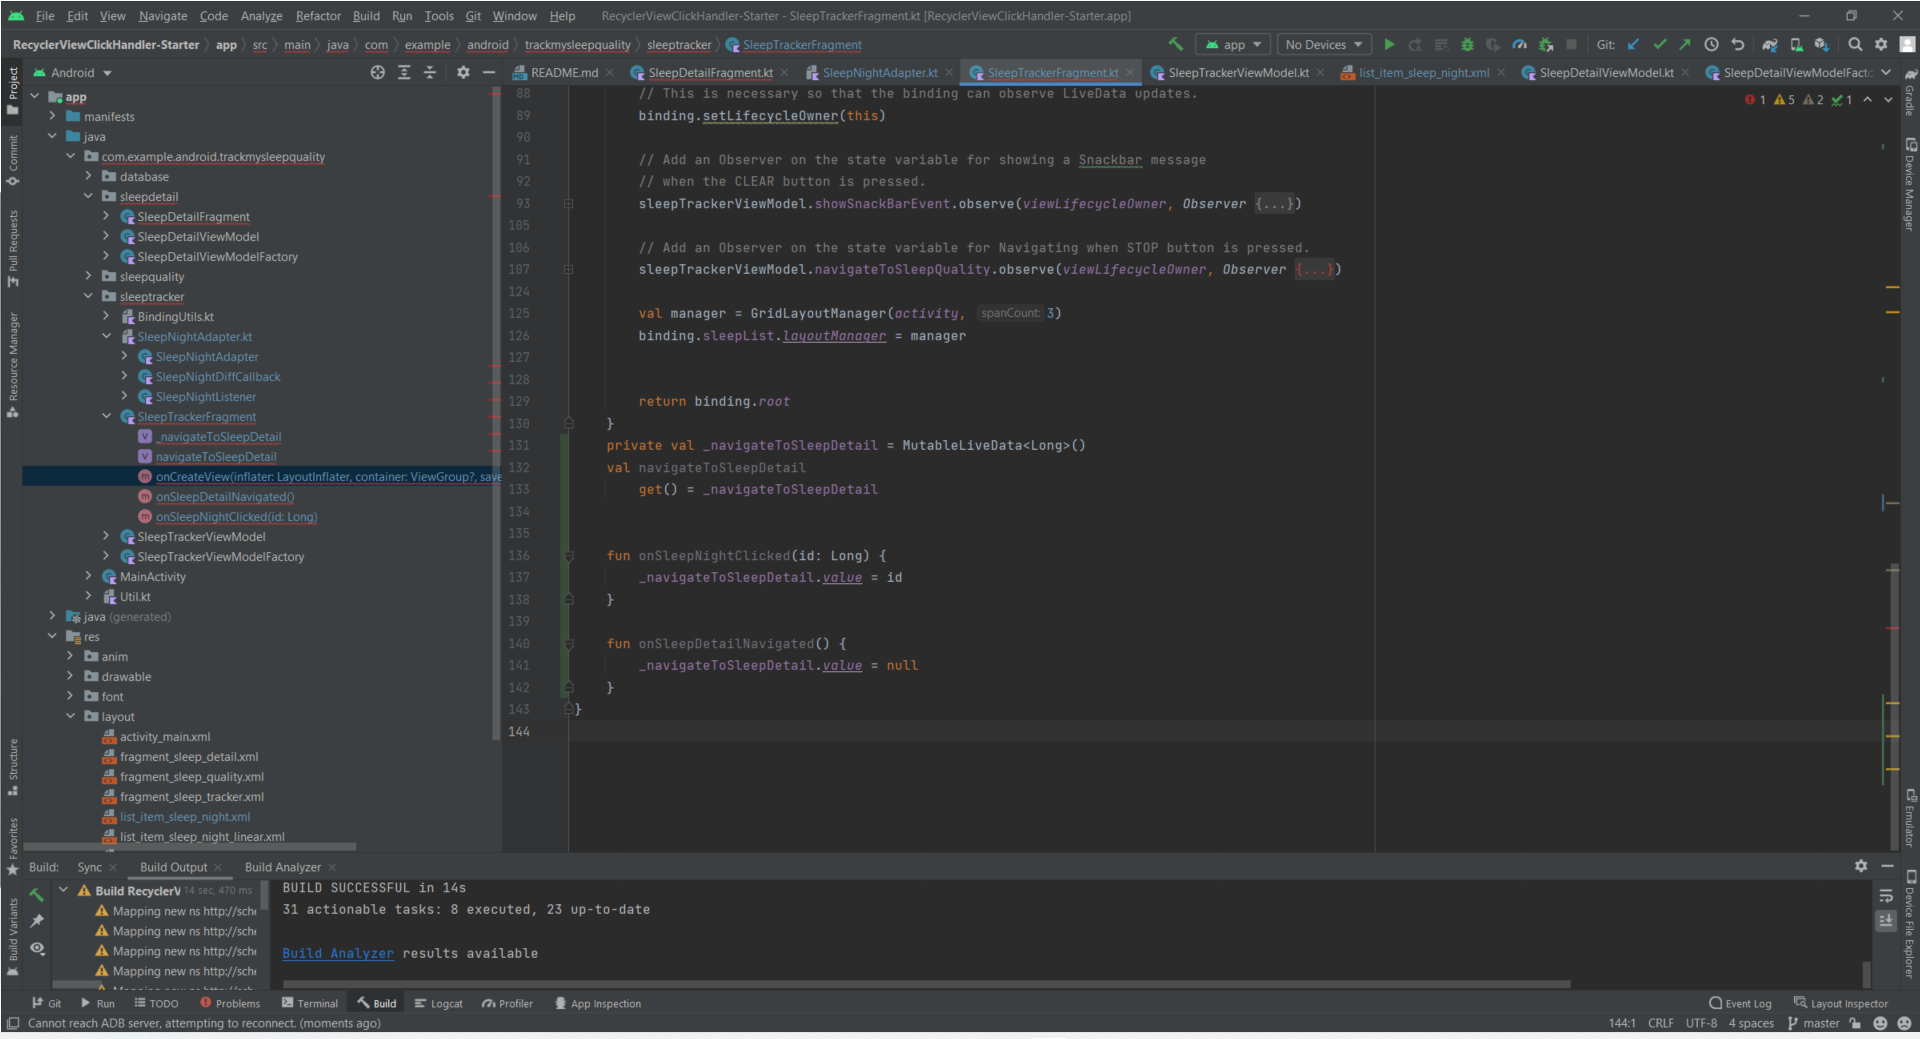 File Edit View Navigate Code Analyze Refactor Build Run Tools Git Window Help RecyclerViewClickHandler-Starter - SleepTrackerFragment.kt [RecyclerViewClickHandler-Starter.app]
RecyclerViewClickHandler-Starter app src main java com example android trackmysleepquality sleeptracker SleepTrackerFragment app No Devices Git:
Android README.md SleepDetailFragment.kt SleepNightAdapter.kt SleepTrackerFragment.kt SleepTrackerViewModel.kt list_item_sleep_night.xml SleepDetailViewModel.kt SleepDetailViewModelFact
Project
Commit
Pull Requests
Resource Manager
Structure
Favorites
Build Variants
app
manifests
java
com.example.android.trackmysleepquality
database
sleepdetail
SleepDetailFragment
SleepDetailViewModel
SleepDetailViewModelFactory
sleepquality
sleeptracker
BindingUtils.kt
SleepNightAdapter.kt
SleepNightAdapter
SleepNightDiffCallback
SleepNightListener
SleepTrackerFragment
_navigateToSleepDetail
navigateToSleepDetail
onCreateView(inflater: LayoutInflater, container: ViewGroup?, save
onSleepDetailNavigated()
onSleepNightClicked(id: Long)
SleepTrackerViewModel
SleepTrackerViewModelFactory
MainActivity
Util.kt
java (generated)
res
anim
drawable
font
layout
activity_main.xml
fragment_sleep_detail.xml
fragment_sleep_quality.xml
fragment_sleep_tracker.xml
list_item_sleep_night.xml
list_item_sleep_night_linear.xml
1 5 2 1
88 // This is necessary so that the binding can observe LiveData updates.
89 binding.setLifecycleOwner(this)
90
91 // Add an Observer on the state variable for showing a Snackbar message
92 // when the CLEAR button is pressed.
93 sleepTrackerViewModel.showSnackBarEvent.observe(viewLifecycleOwner, Observer {...})
105
106 // Add an Observer on the state variable for Navigating when STOP button is pressed.
107 sleepTrackerViewModel.navigateToSleepQuality.observe(viewLifecycleOwner, Observer {...})
124
125 val manager = GridLayoutManager(activity, spanCount: 3)
126 binding.sleepList.layoutManager = manager
127
128
129 return binding.root
130 }
131 private val _navigateToSleepDetail = MutableLiveData<Long>()
132 val navigateToSleepDetail
133 get() = _navigateToSleepDetail
134
135
136 fun onSleepNightClicked(id: Long) {
137 _navigateToSleepDetail.value = id
138 }
139
140 fun onSleepDetailNavigated() {
141 _navigateToSleepDetail.value = null
142 }
143 }
144
Gradle
Device Manager
Emulator
Device File Explorer
Build: Sync Build Output Build Analyzer
Build RecyclerV 14 sec, 470 ms
Mapping new ns http://sche
Mapping new ns http://sche
Mapping new ns http://sche
Mapping new ns http://sche
BUILD SUCCESSFUL in 14s
31 actionable tasks: 8 executed, 23 up-to-date
Build Analyzer results available
Git Run TODO Problems Terminal Build Logcat Profiler App Inspection Event Log Layout Inspector
Cannot reach ADB server, attempting to reconnect. (moments ago) 144:1 CRLF UTF-8 4 spaces master